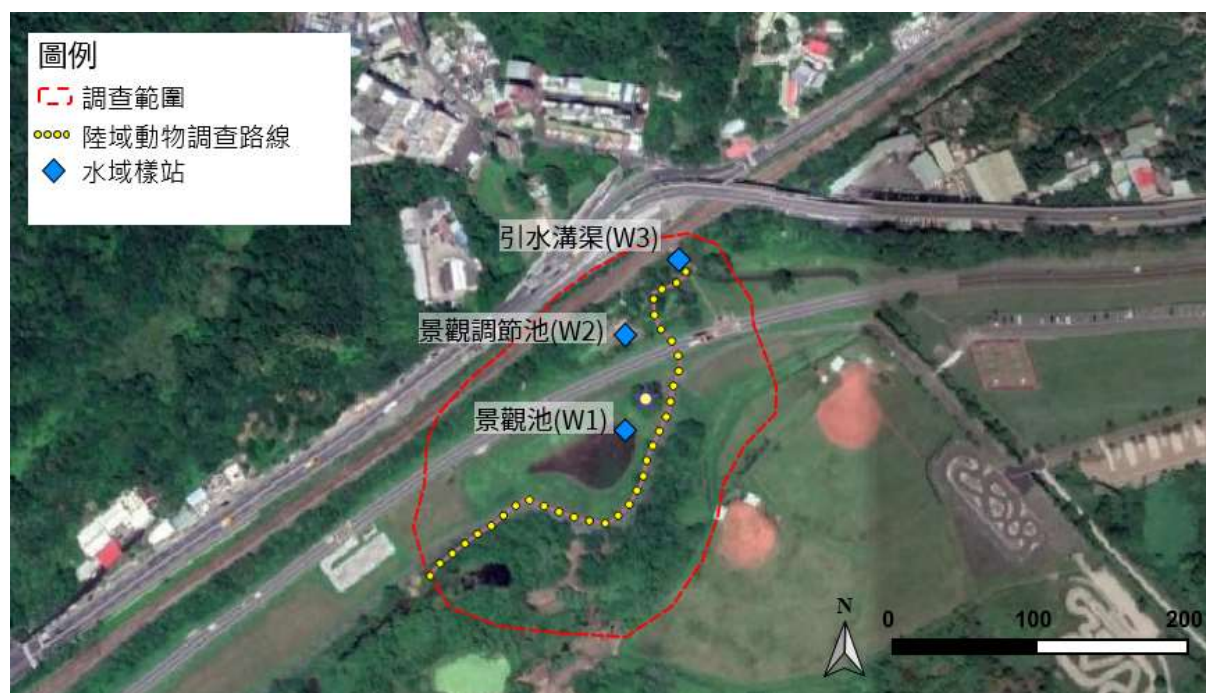 圖例
調查範圍
陸域動物調查路線
水域樣站
引水溝渠(W3)
景觀調節池(W2)
景觀池(W1)
N
0 100 200